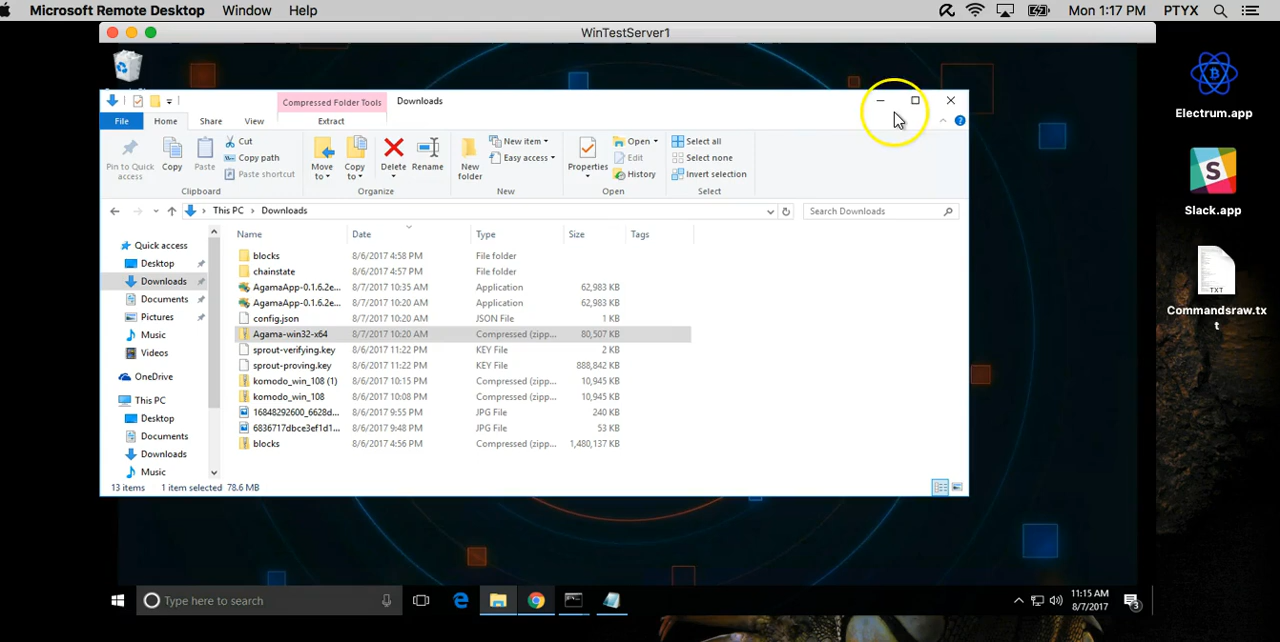 Microsoft Remote Desktop Window Help Mon 1:17 PM PTYX
WinTestServer1
Compressed Folder Tools Downloads
File Home Share View Extract
Pin to Quick access
Copy
Paste
Cut
Copy path
Paste shortcut
Clipboard
Move to
Copy to
Delete
Rename
Organize
New folder
New item
Easy access
New
Properties
Open
Edit
History
Open
Select all
Select none
Invert selection
Select
This PC Downloads Search Downloads
Name Date Type Size Tags
Quick access
Desktop
Downloads
Documents
Pictures
Music
Videos
OneDrive
This PC
Desktop
Documents
Downloads
Music
blocks 8/6/2017 4:58 PM File folder
chainstate 8/6/2017 4:57 PM File folder
AgamaApp-0.1.6.2e... 8/7/2017 10:35 AM Application 62,983 KB
AgamaApp-0.1.6.2e... 8/7/2017 10:20 AM Application 62,983 KB
config.json 8/7/2017 10:20 AM JSON File 1 KB
Agama-win32-x64 8/7/2017 10:20 AM Compressed (zipp... 80,507 KB
sprout-verifying.key 8/6/2017 11:22 PM KEY File 2 KB
sprout-proving.key 8/6/2017 11:22 PM KEY File 888,842 KB
komodo_win_108 (1) 8/6/2017 10:15 PM Compressed (zipp... 10,945 KB
komodo_win_108 8/6/2017 10:08 PM Compressed (zipp... 10,945 KB
16848292600_6628d... 8/6/2017 9:55 PM JPG File 240 KB
6836717dbce3ef1d1... 8/6/2017 9:48 PM JPG File 53 KB
blocks 8/6/2017 4:56 PM Compressed (zipp... 1,480,137 KB
13 items 1 item selected 78.6 MB
Type here to search
11:15 AM
8/7/2017
3
Electrum.app
Slack.app
TXT
Commandsraw.tx
t